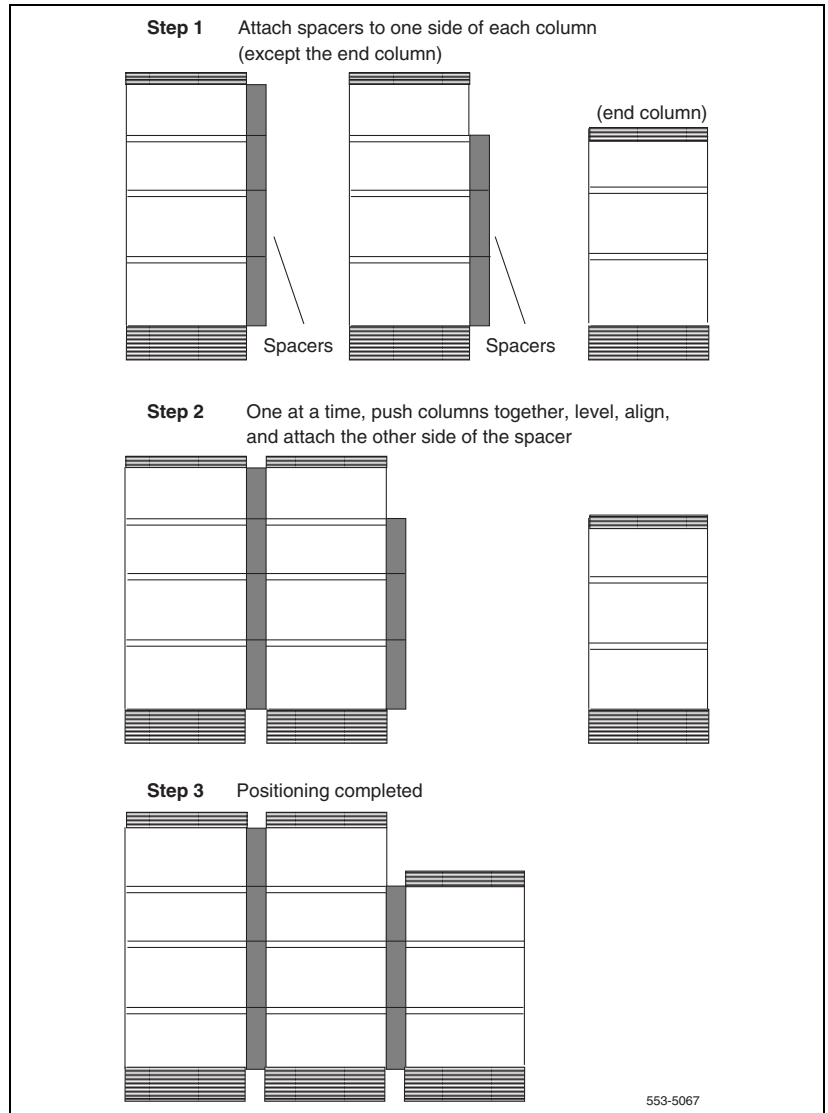 Step 1 Attach spacers to one side of each column
(except the end column)
(end column)
Spacers
Spacers
Step 2 One at a time, push columns together, level, align,
and attach the other side of the spacer
Step 3 Positioning completed
553-5067